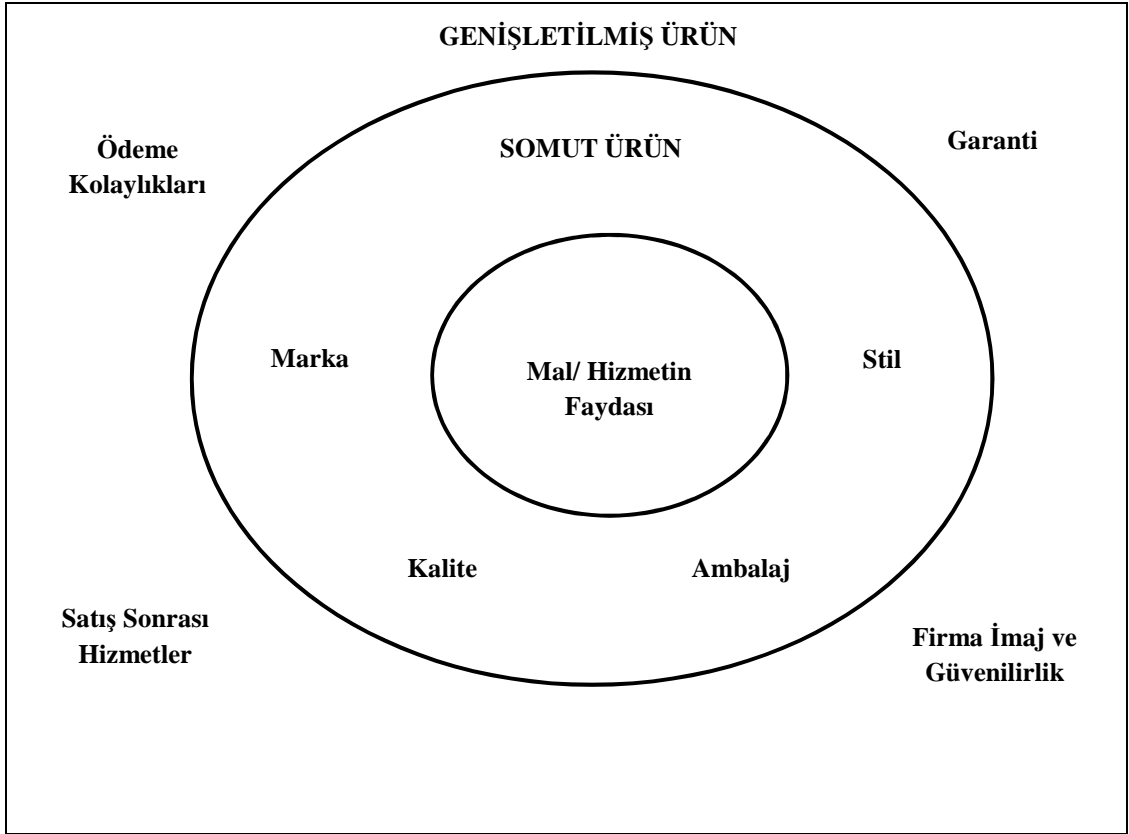 GENİŞLETİLMİŞ ÜRÜN
Ödeme
Kolaylıkları
SOMUT ÜRÜN
Garanti
Marka
Mal/ Hizmetin
Faydası
Stil
Kalite
Ambalaj
Satış Sonrası
Hizmetler
Firma İmaj ve
Güvenilirlik